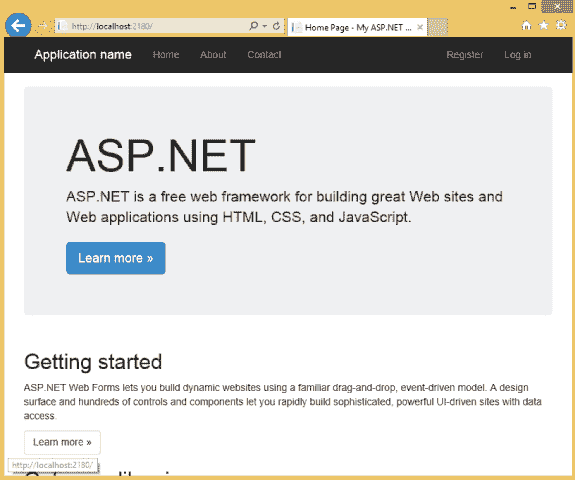 http://localhost:2180/
Home Page - My ASP.NET ...
Application name Home About Contact Register Log in
ASP.NET
ASP.NET is a free web framework for building great Web sites and
Web applications using HTML, CSS, and JavaScript.
Learn more »
Getting started
ASP.NET Web Forms lets you build dynamic websites using a familiar drag-and-drop, event-driven model. A design
surface and hundreds of controls and components let you rapidly build sophisticated, powerful UI-driven sites with data
access.
Learn more »
http://localhost:2180/